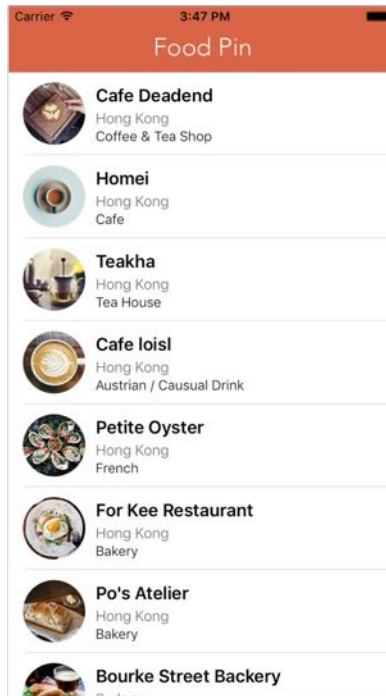 Carrier 3:47 PM
Food Pin
Cafe Deadend
Hong Kong
Coffee & Tea Shop
Homei
Hong Kong
Cafe
Teakha
Hong Kong
Tea House
Cafe loisl
Hong Kong
Austrian / Causual Drink
Petite Oyster
Hong Kong
French
For Kee Restaurant
Hong Kong
Bakery
Po's Atelier
Hong Kong
Bakery
Bourke Street Backery